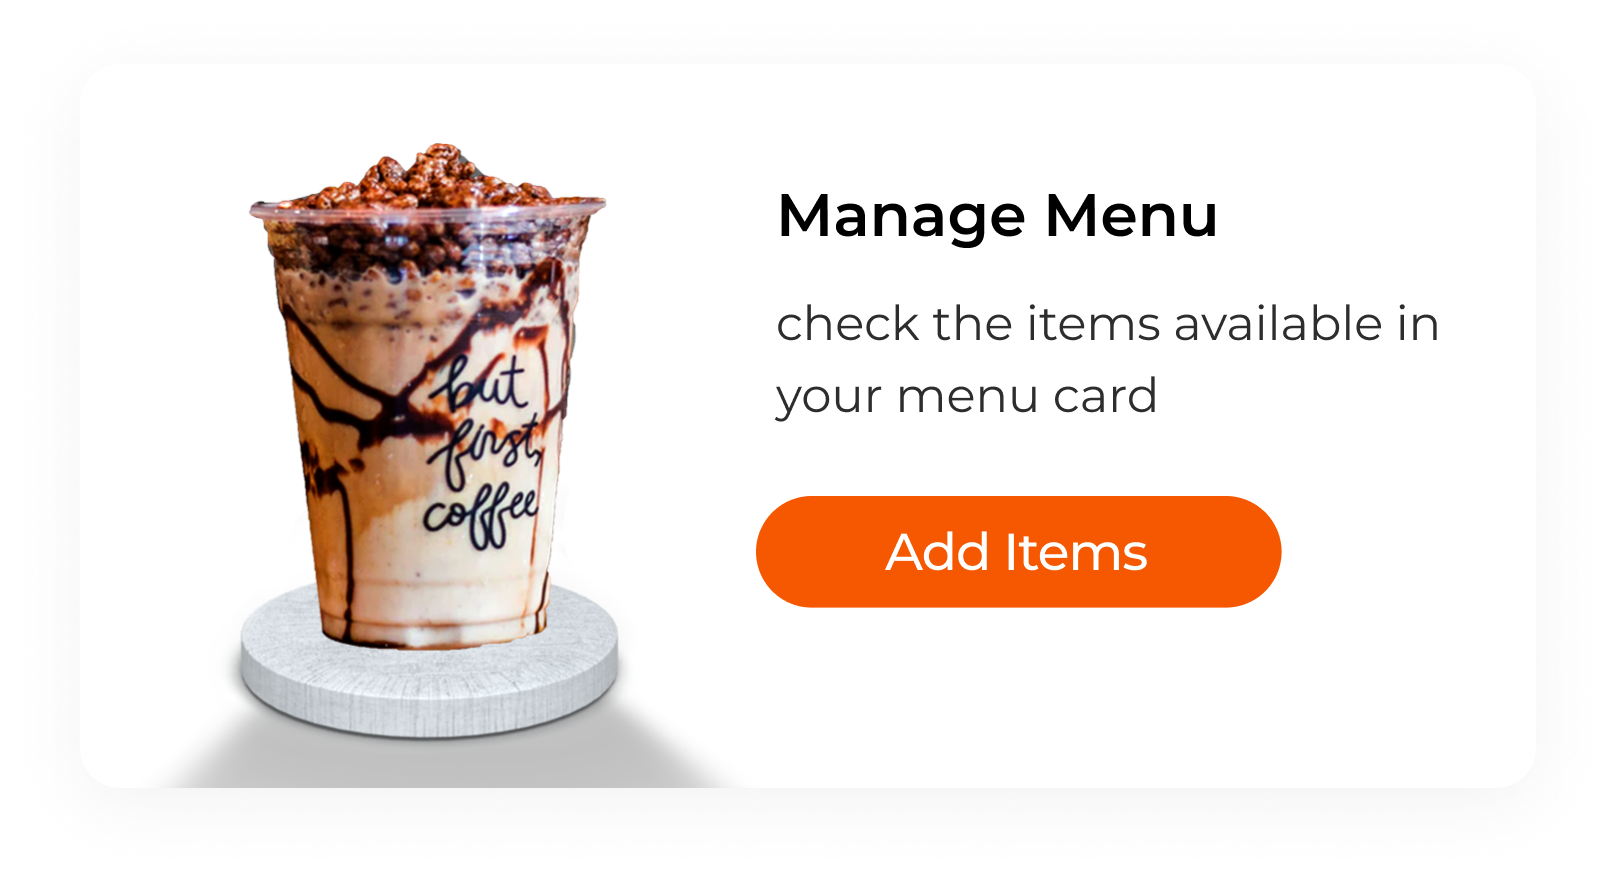 but
first,
coffee
Manage Menu
check the items available in
your menu card
Add Items